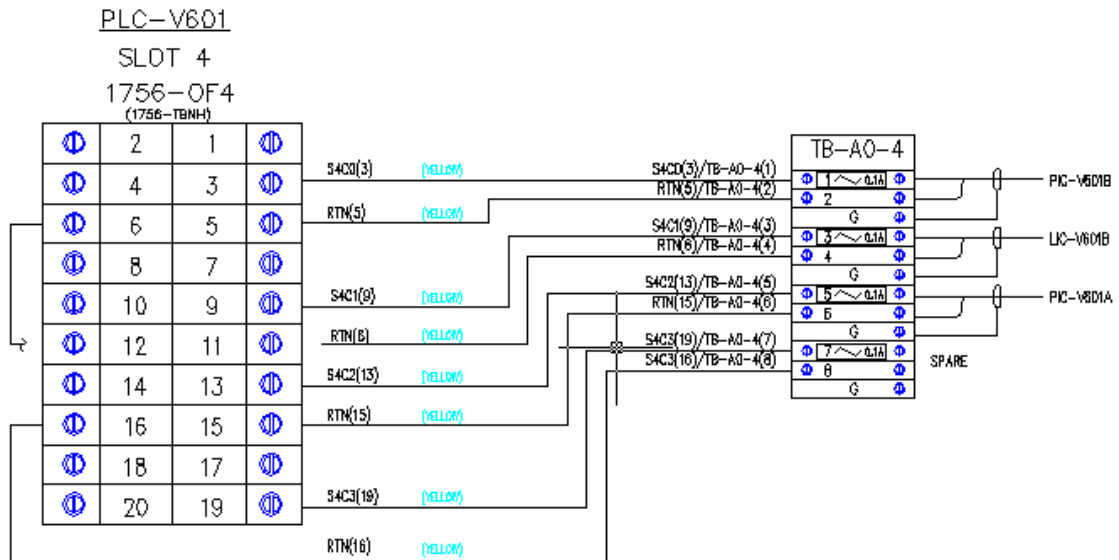 PLC-V601
SLOT 4
1756-OF4
(1756-TBNH)
2 1
4 3
6 5
8 7
10 9
12 11
14 13
16 15
18 17
20 19
S4C0(3) (YELLOW)
RTN(5) (YELLOW)
S4C1(9) (YELLOW)
RTN(6) (YELLOW)
S4C2(13) (YELLOW)
RTN(15) (YELLOW)
S4C3(19) (YELLOW)
RTN(16) (YELLOW)
S4C0(3)/TB-AO-4(1)
RTN(5)/TB-AO-4(2)
S4C1(9)/TB-AO-4(3)
RTN(6)/TB-AO-4(4)
S4C2(13)/TB-AO-4(5)
RTN(15)/TB-AO-4(6)
S4C3(19)/TB-AO-4(7)
S4C3(16)/TB-AO-4(8)
TB-AO-4
1 0.1A
2
G
3 0.1A
4
G
5 0.1A
6
G
7 0.1A
8
G
PIC-V601B
LIC-V601B
PIC-V601A
SPARE